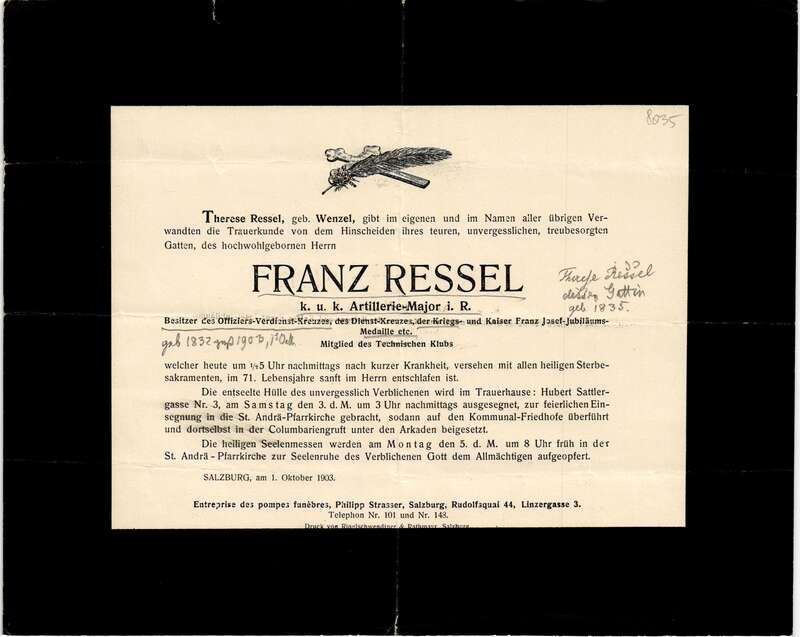 8035
Therese Ressel, geb. Wenzel, gibt im eigenen und im Namen aller übrigen Ver-
wandten die Trauerkunde von dem Hinscheiden ihres teuren, unvergesslichen, treubesorgten
Gatten, des hochwohlgebornen Herrn
FRANZ RESSEL
k. u. k. Artillerie-Major i. R.
Besitzer des Offiziers-Verdienst-Kreuzes, des Dienst-Kreuzes, der Kriegs- und Kaiser Franz Josef-Jubiläums-
Medaille etc.
Mitglied des Technischen Klubs
Ressel
dessen Gattin
geb 1835.
geb 1832 1903,
welcher heute um ¼5 Uhr nachmittags nach kurzer Krankheit, versehen mit allen heiligen Sterbe-
sakramenten, im 71. Lebensjahre sanft im Herrn entschlafen ist.
Die entseelte Hülle des unvergesslich Verblichenen wird im Trauerhause: Hubert Sattler-
gasse Nr. 3, am Samstag den 3. d. M. um 3 Uhr nachmittags ausgesegnet, zur feierlichen Ein-
segnung in die St. Andrä-Pfarrkirche gebracht, sodann auf den Kommunal-Friedhofe überführt
und dortselbst in der Columbariengruft unter den Arkaden beigesetzt.
Die heiligen Seelenmessen werden am Montag den 5. d. M. um 8 Uhr früh in der
St. Andrä - Pfarrkirche zur Seelenruhe des Verblichenen Gott dem Allmächtigen aufgeopfert.
SALZBURG, am 1. Oktober 1903.
Entreprise des pompes funèbres, Philipp Strasser, Salzburg, Rudolfsquai 44, Linzergasse 3.
Telephon Nr. 101 und Nr. 148.
Druck von Ringlschwendtner & Rathmayr, Salzburg.